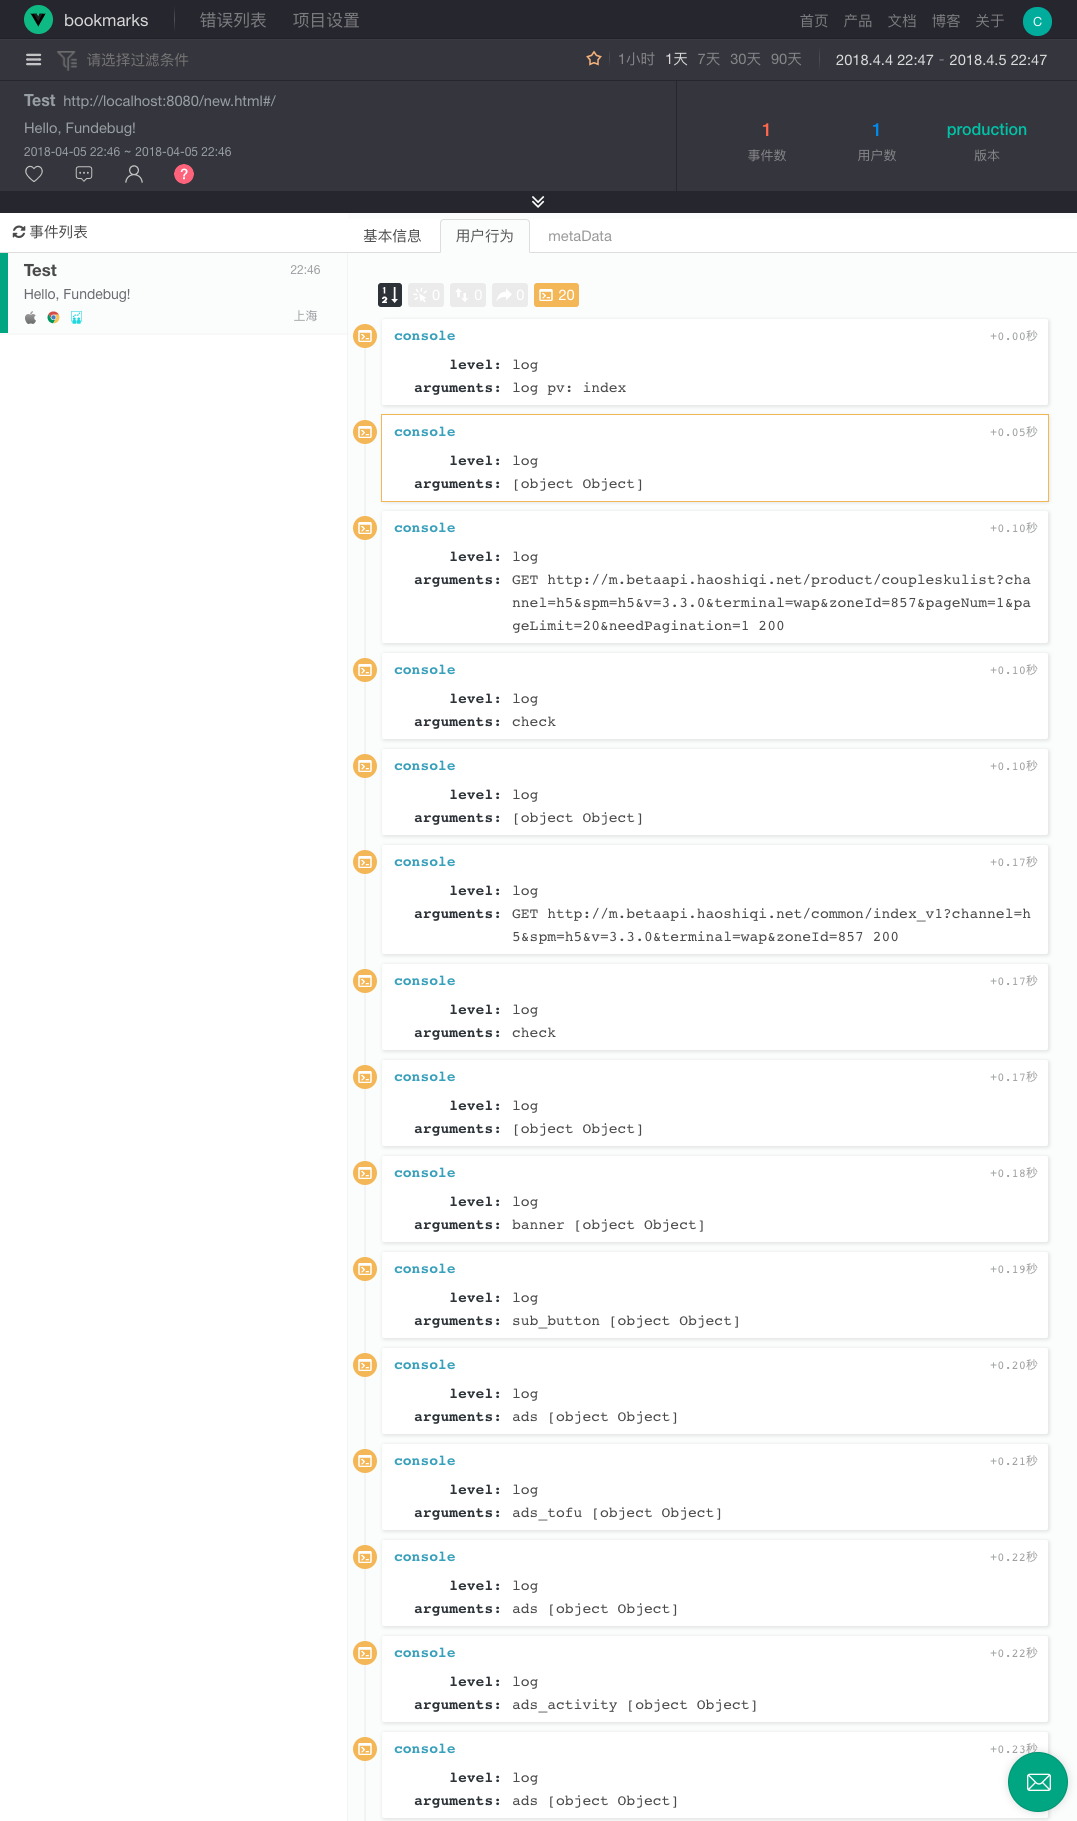 bookmarks 错误列表 项目设置 首页 产品 文档 博客 关于 C
请选择过滤条件 1小时 1天 7天 30天 90天 2018.4.4 22:47 - 2018.4.5 22:47
Test http://localhost:8080/new.html#/
Hello, Fundebug!
2018-04-05 22:46 ~ 2018-04-05 22:46
?
1 1 production
事件数 用户数 版本
事件列表
基本信息 用户行为 metaData
Test 22:46
Hello, Fundebug!
上海
0 0 0 20
console +0.00秒
level: log
arguments: log pv: index
console +0.05秒
level: log
arguments: [object Object]
console +0.10秒
level: log
arguments: GET http://m.betaapi.haoshiqi.net/product/coupleskulist?cha
nnel=h5&spm=h5&v=3.3.0&terminal=wap&zoneId=857&pageNum=1&pa
geLimit=20&needPagination=1 200
console +0.10秒
level: log
arguments: check
console +0.10秒
level: log
arguments: [object Object]
console +0.17秒
level: log
arguments: GET http://m.betaapi.haoshiqi.net/common/index_v1?channel=h
5&spm=h5&v=3.3.0&terminal=wap&zoneId=857 200
console +0.17秒
level: log
arguments: check
console +0.17秒
level: log
arguments: [object Object]
console +0.18秒
level: log
arguments: banner [object Object]
console +0.19秒
level: log
arguments: sub_button [object Object]
console +0.20秒
level: log
arguments: ads [object Object]
console +0.21秒
level: log
arguments: ads_tofu [object Object]
console +0.22秒
level: log
arguments: ads [object Object]
console +0.22秒
level: log
arguments: ads_activity [object Object]
console +0.23秒
level: log
arguments: ads [object Object]